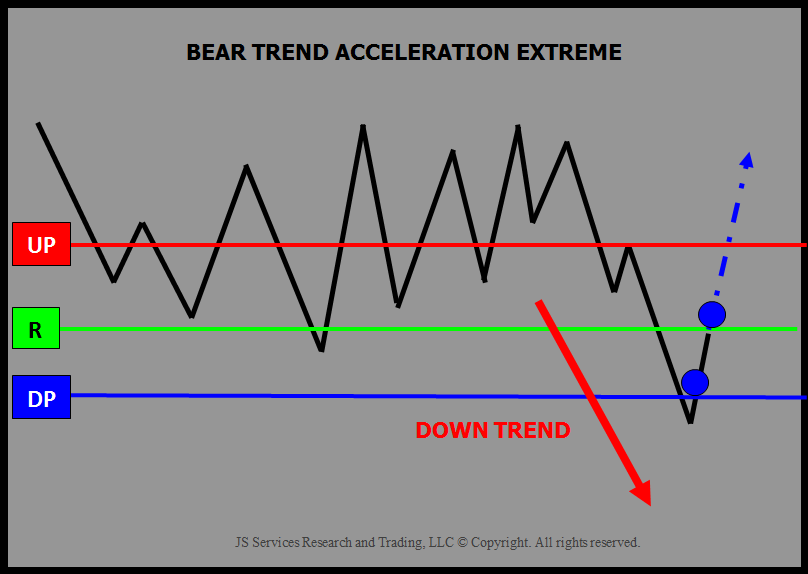 BEAR TREND ACCELERATION EXTREME
UP
R
DP
DOWN TREND
JS Services Research and Trading, LLC © Copyright. All rights reserved.